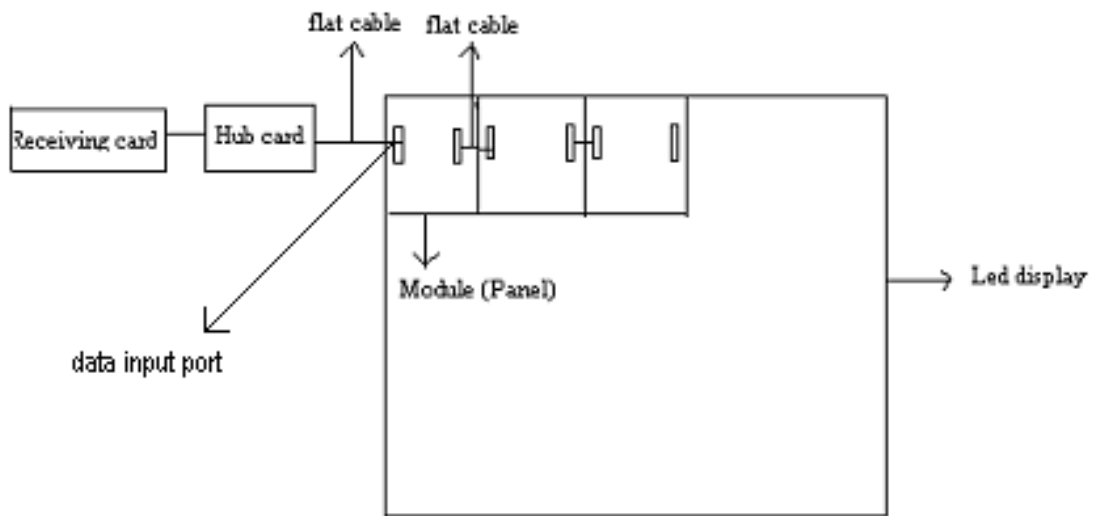 flat cable
flat cable
Receiving card
Hub card
Module (Panel)
Led display
data input port